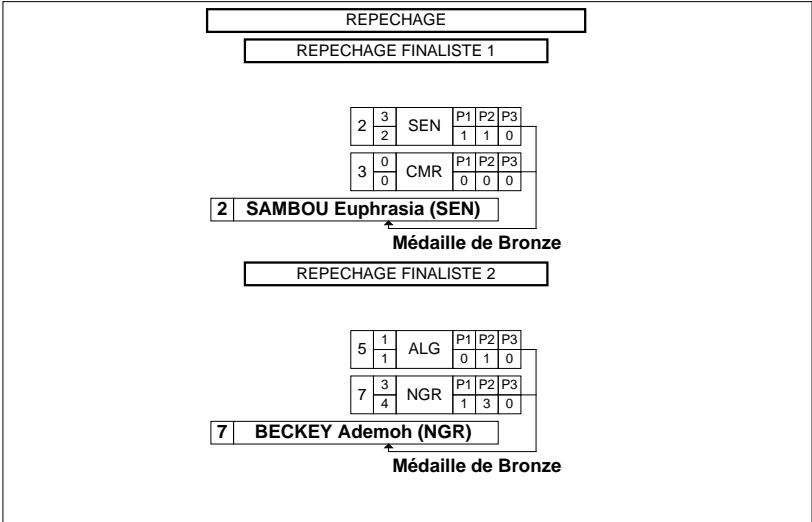 REPECHAGE
REPECHAGE FINALISTE 1
2 3 SEN P1 P2 P3
2 1 1 0
3 0 CMR P1 P2 P3
0 0 0 0
2 SAMBOU Euphrasia (SEN)
Médaille de Bronze
REPECHAGE FINALISTE 2
5 1 ALG P1 P2 P3
1 0 1 0
7 3 NGR P1 P2 P3
4 1 3 0
7 BECKEY Ademoh (NGR)
Médaille de Bronze